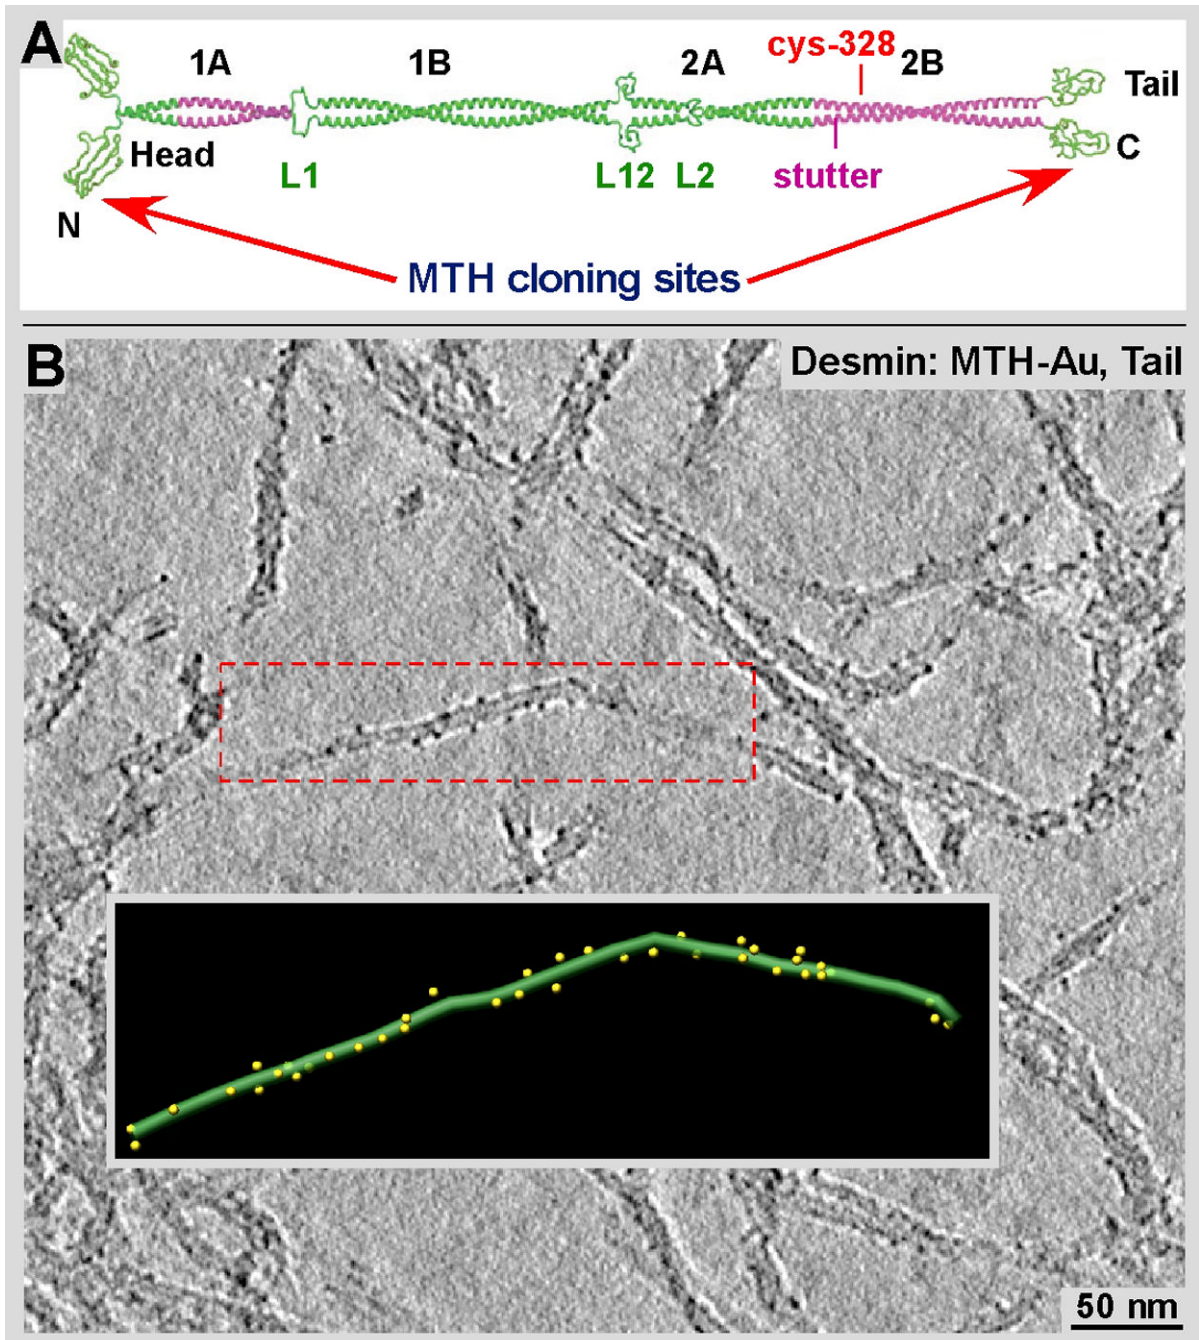 A
1A
1B
2A
cys-328
2B
Tail
Head
L1
L12
L2
stutter
C
N
MTH cloning sites
B
Desmin: MTH-Au, Tail
50 nm